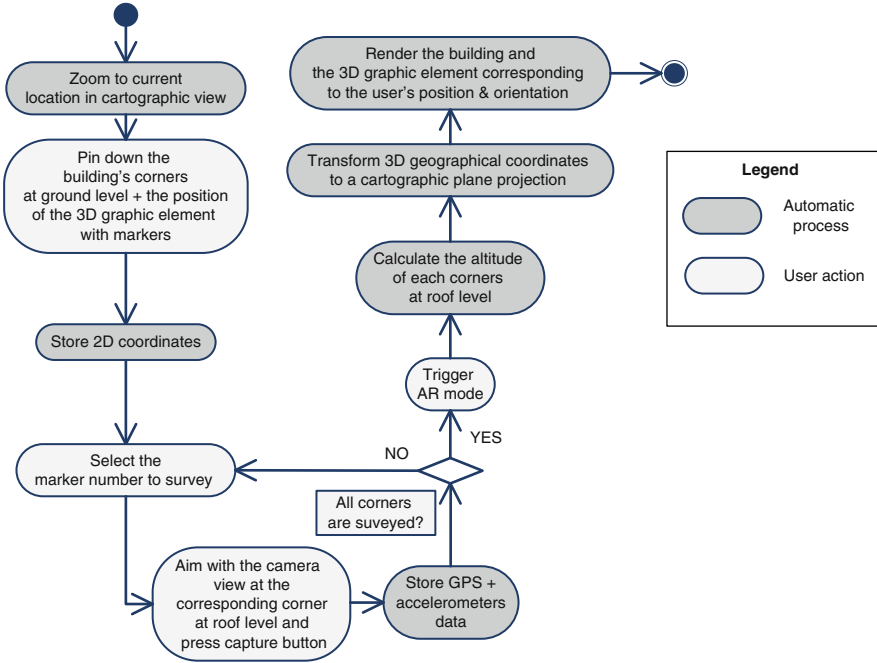 Zoom to current
location in cartographic view
Pin down the
building's corners
at ground level + the position
of the 3D graphic element
with markers
Store 2D coordinates
Select the
marker number to survey
Aim with the camera
view at the
corresponding corner
at roof level and
press capture button
Store GPS +
accelerometers
data
All corners
are suveyed?
NO
YES
Trigger
AR mode
Calculate the altitude
of each corners
at roof level
Transform 3D geographical coordinates
to a cartographic plane projection
Render the building and
the 3D graphic element corresponding
to the user's position & orientation
Legend
Automatic
process
User action